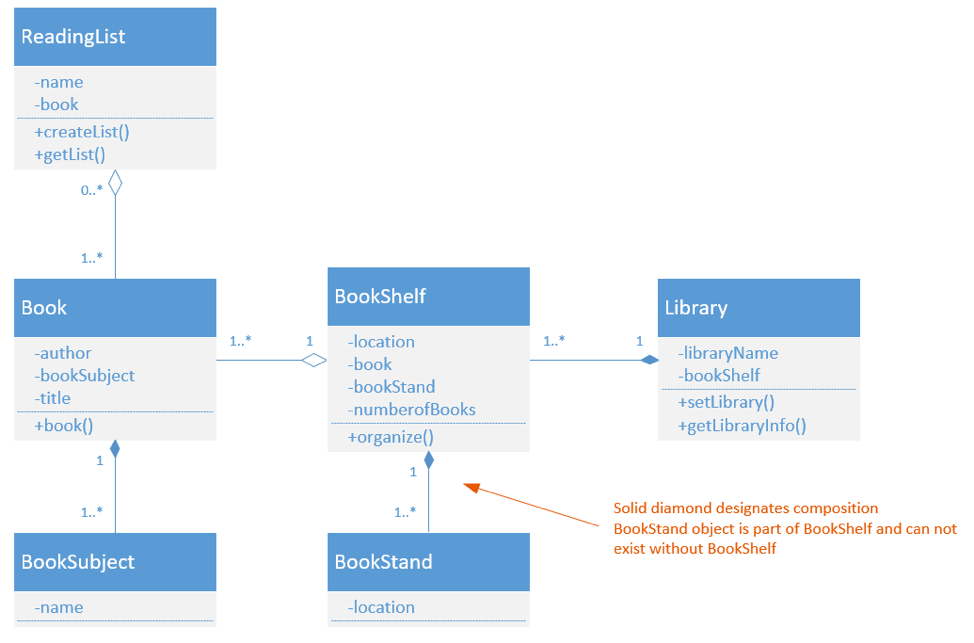 ReadingList
-name
-book
+createList()
+getList()
0..*
1..*
Book
-author
-bookSubject
-title
+book()
1..*
1
BookShelf
-location
-book
-bookStand
-numberofBooks
+organize()
1..*
1
Library
-libraryName
-bookShelf
+setLibrary()
+getLibraryInfo()
1
1..*
BookSubject
-name
1
1..*
BookStand
-location
Solid diamond designates composition
BookStand object is part of BookShelf and can not
exist without BookShelf